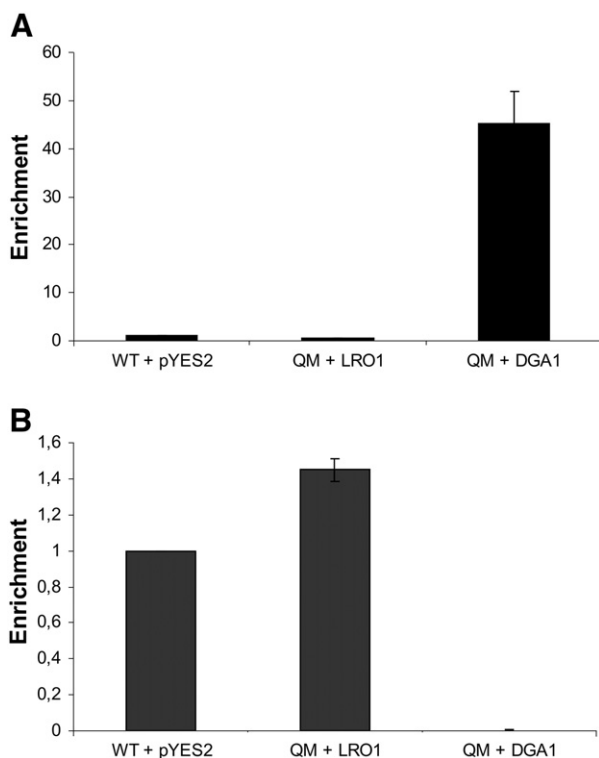 A
60
50
40
30
20
10
0
Enrichment
WT + pYES2 QM + LRO1 QM + DGA1
B
1,6
1,4
1,2
1
0,8
0,6
0,4
0,2
0
Enrichment
WT + pYES2 QM + LRO1 QM + DGA1